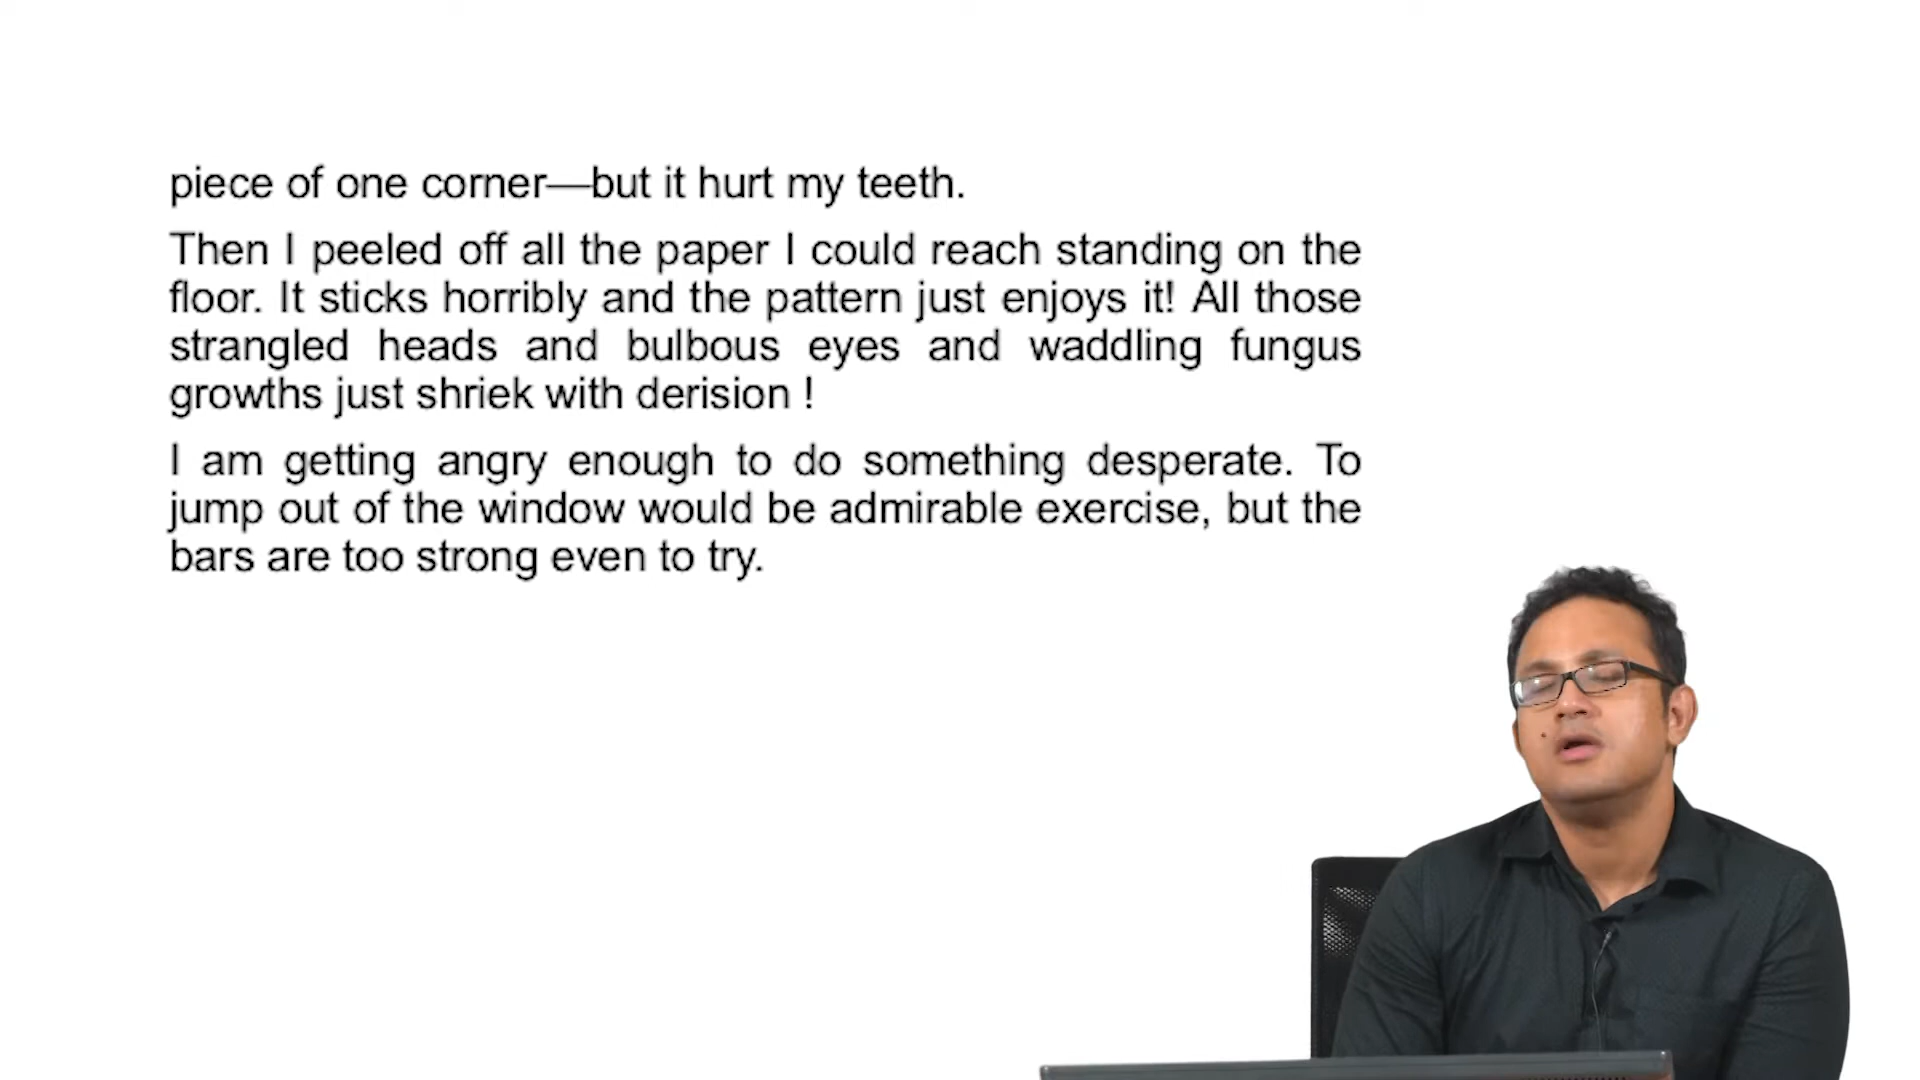 piece of one corner—but it hurt my teeth.
Then I peeled off all the paper I could reach standing on the
floor. It sticks horribly and the pattern just enjoys it! All those
strangled heads and bulbous eyes and waddling fungus
growths just shriek with derision !
I am getting angry enough to do something desperate. To
jump out of the window would be admirable exercise, but the
bars are too strong even to try.